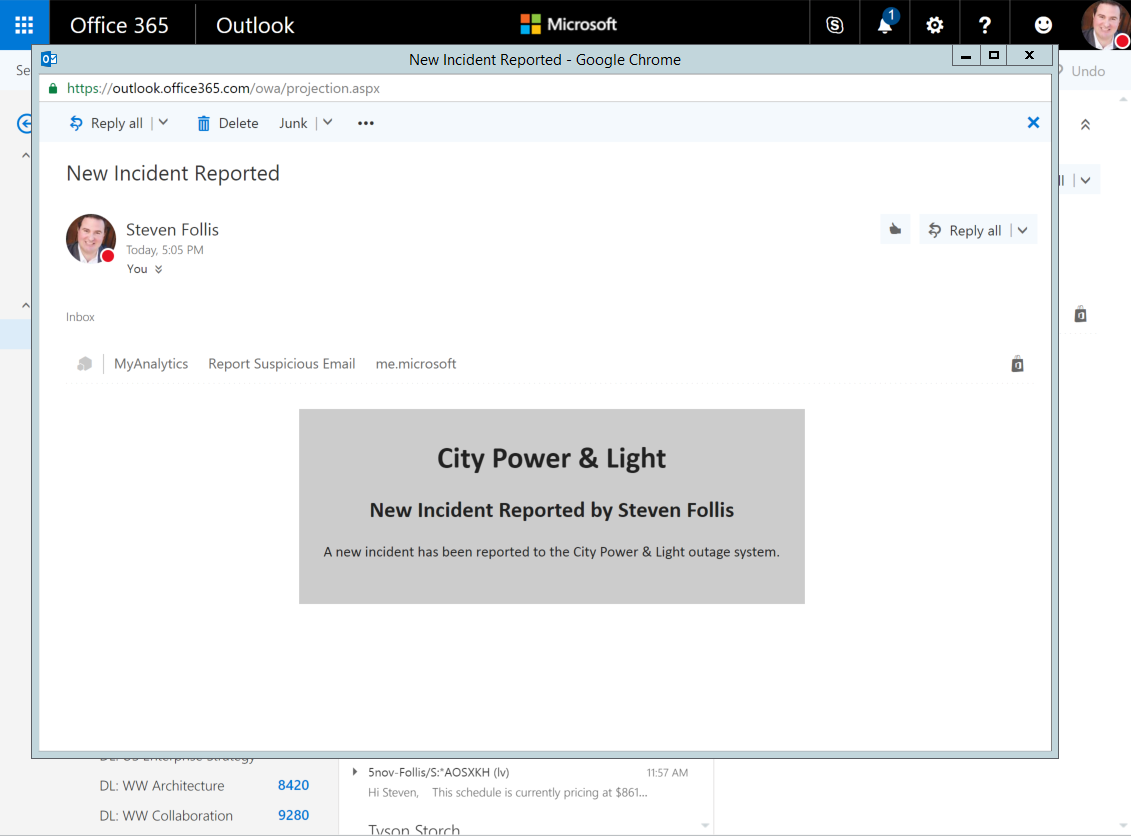 Office 365
Outlook
Microsoft
1
?
New Incident Reported - Google Chrome
https://outlook.office365.com/owa/projection.aspx
Undo
Reply all
Delete
Junk
New Incident Reported
Steven Follis
Today, 5:05 PM
You
Reply all
Inbox
MyAnalytics
Report Suspicious Email
me.microsoft
City Power & Light
New Incident Reported by Steven Follis
A new incident has been reported to the City Power & Light outage system.
DL: US Enterprise Strategy
DL: WW Architecture 8420
DL: WW Collaboration 9280
5nov-Follis/S:*AOSXKH (lv) 11:57 AM
Hi Steven, This schedule is currently pricing at $861...
Tyson Storch